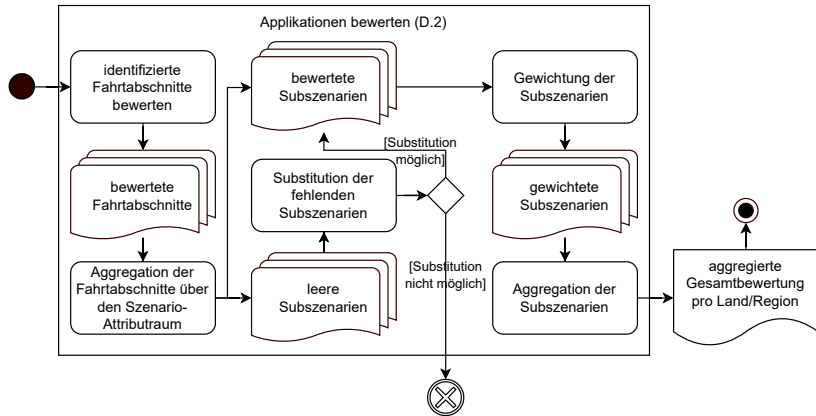 Applikationen bewerten (D.2)
identifizierte
Fahrtabschnitte
bewerten
bewertete
Fahrtabschnitte
Aggregation der
Fahrtabschnitte über
den Szenario-
Attributraum
bewertete
Subszenarien
[Substitution
möglich]
Substitution der
fehlenden
Subszenarien
leere
Subszenarien
[Substitution
nicht möglich]
Gewichtung der
Subszenarien
gewichtete
Subszenarien
Aggregation der
Subszenarien
aggregierte
Gesamtbewertung
pro Land/Region